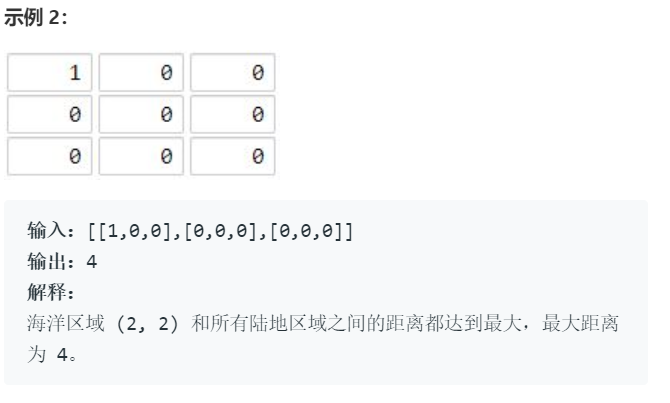 示例 2：
1 0 0
0 0 0
0 0 0
输入：[[1,0,0],[0,0,0],[0,0,0]]
输出：4
解释：
海洋区域 (2, 2) 和所有陆地区域之间的距离都达到最大，最大距离
为 4。